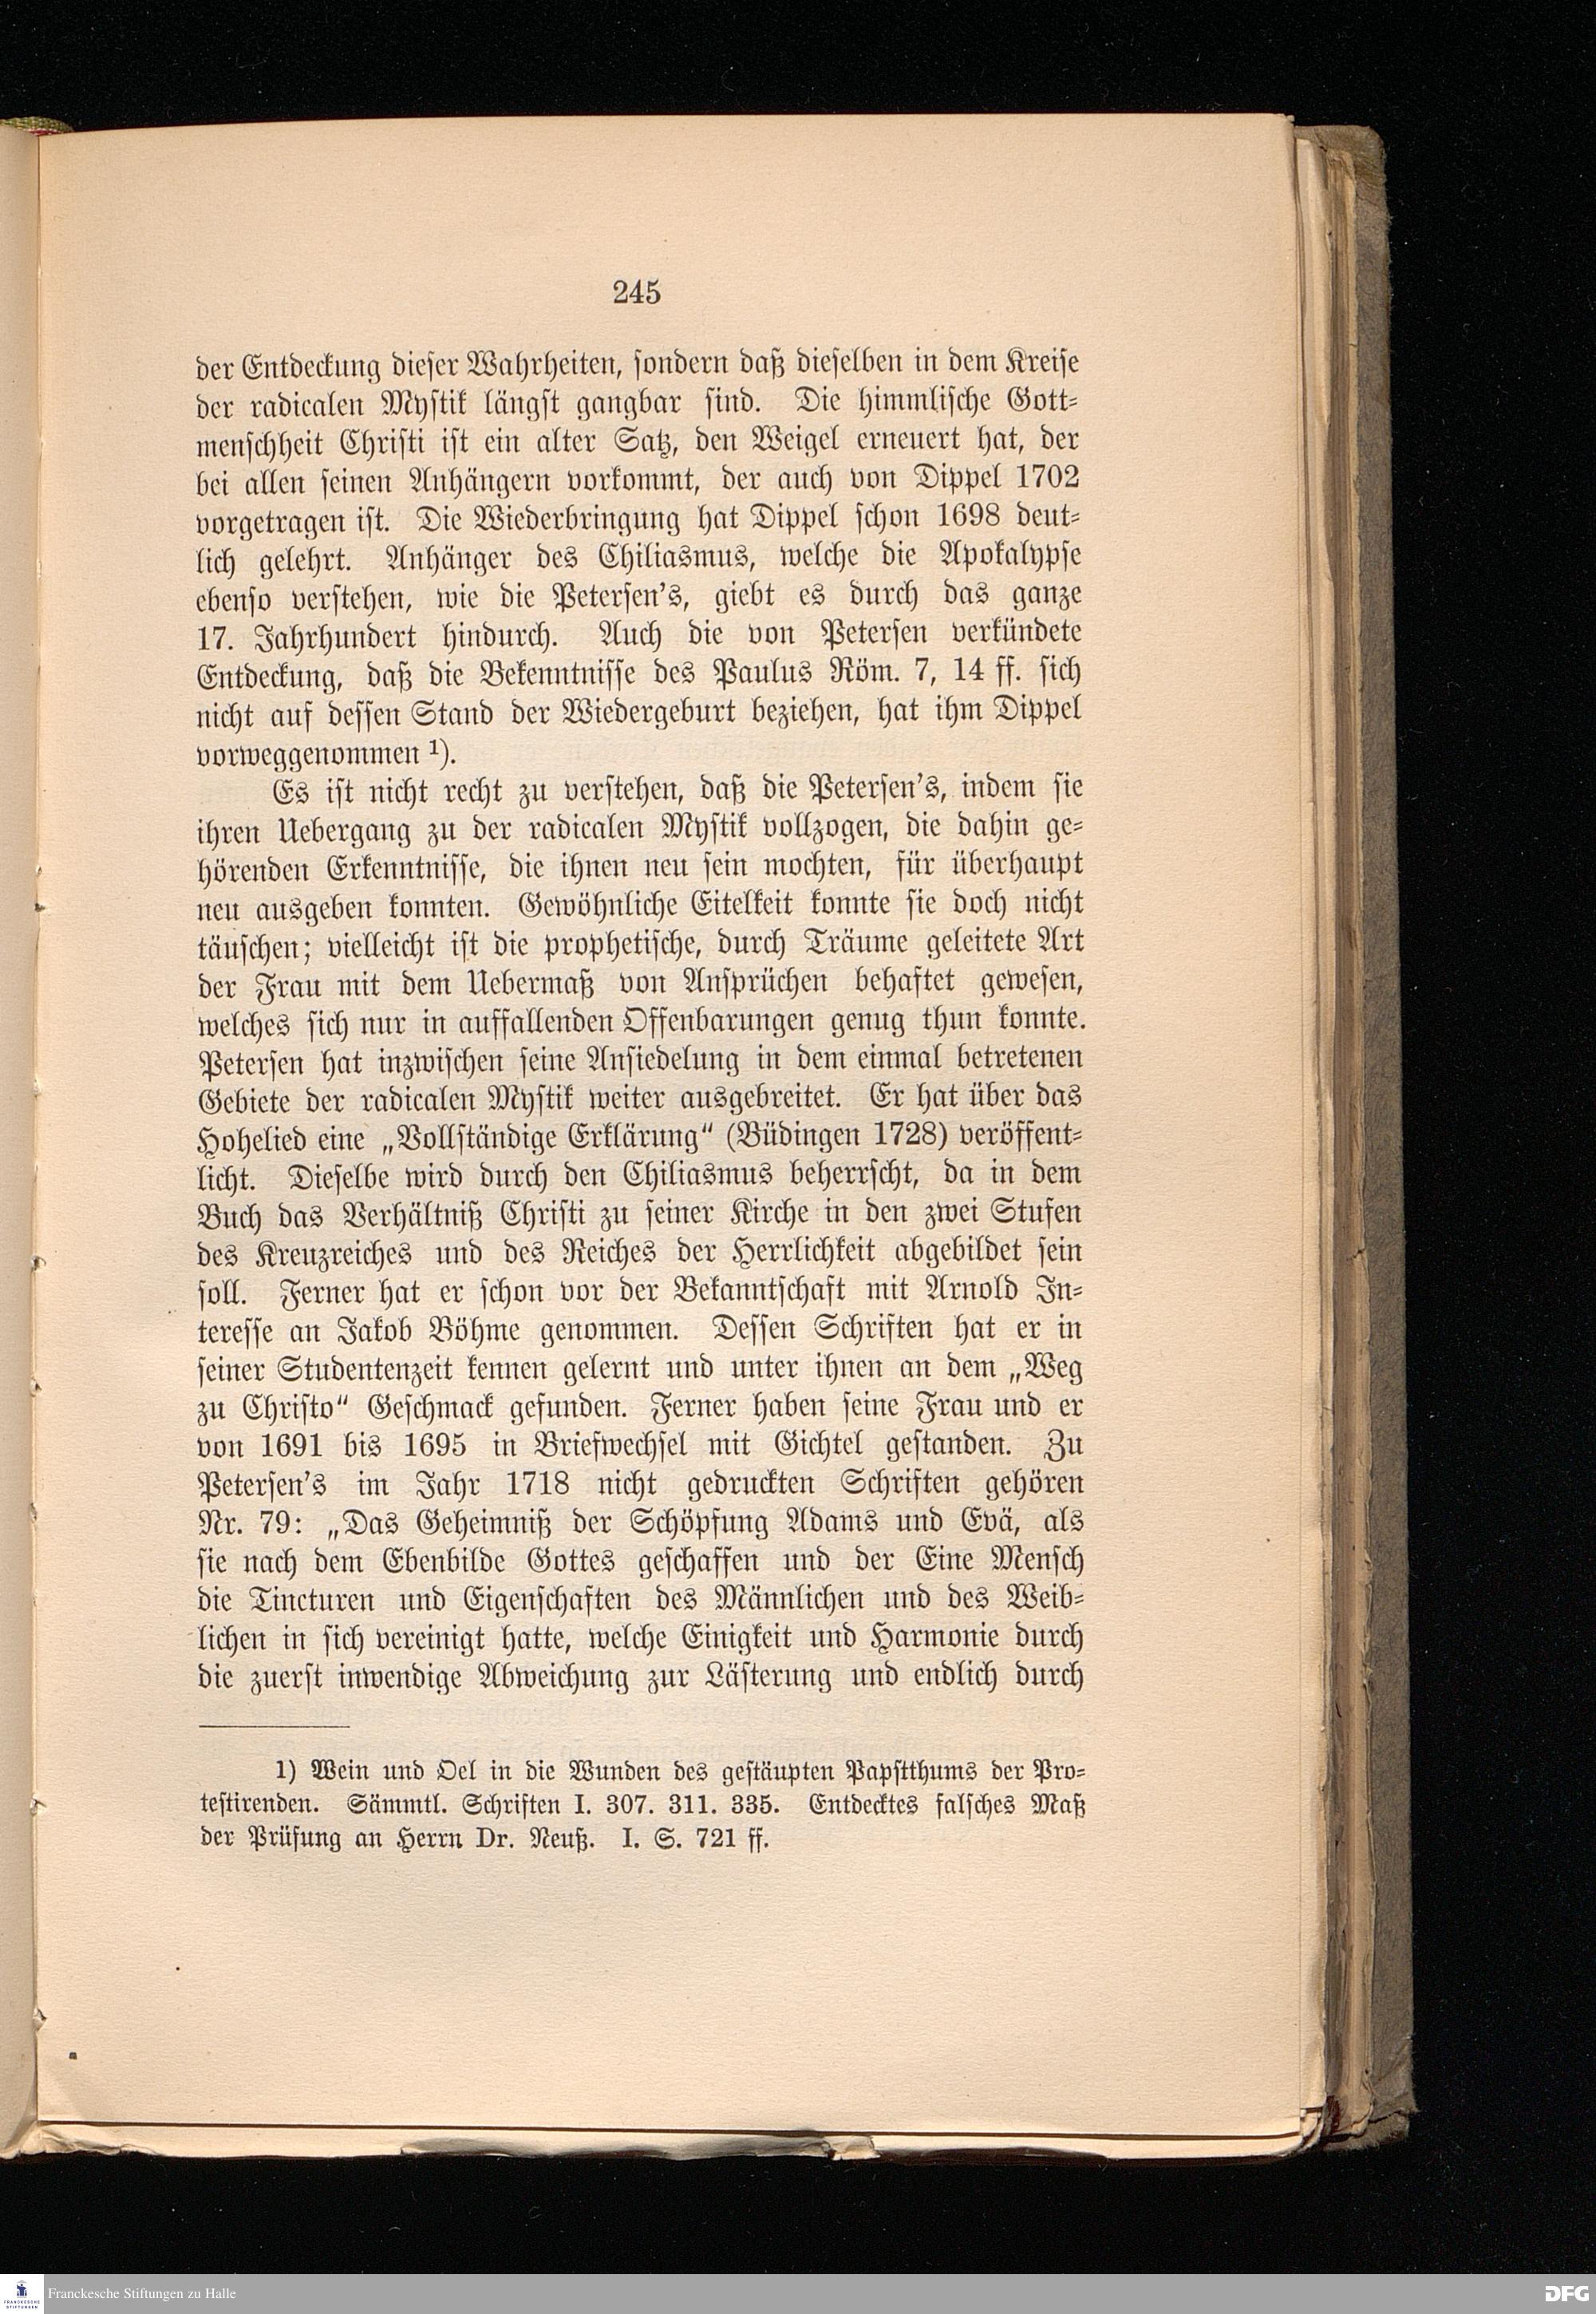 245
der Entdeckung dieser Wahrheiten, sondern daß dieselben in dem Kreise
der radicalen Mystik längst gangbar sind. Die himmlische Gott-
menschheit Christi ist ein alter Satz, den Weigel erneuert hat, der
bei allen seinen Anhängern vorkommt, der auch von Dippel 1702
vorgetragen ist. Die Wiederbringung hat Dippel schon 1698 deut-
lich gelehrt. Anhänger des Chiliasmus, welche die Apokalypse
ebenso verstehen, wie die Petersen's, giebt es durch das ganze
17. Jahrhundert hindurch. Auch die von Petersen verkündete
Entdeckung, daß die Bekenntnisse des Paulus Röm. 7, 14 ff. sich
nicht auf dessen Stand der Wiedergeburt beziehen, hat ihm Dippel
vorweggenommen ¹).
Es ist nicht recht zu verstehen, daß die Petersen's, indem sie
ihren Uebergang zu der radicalen Mystik vollzogen, die dahin ge-
hörenden Erkenntnisse, die ihnen neu sein mochten, für überhaupt
neu ausgeben konnten. Gewöhnliche Eitelkeit konnte sie doch nicht
täuschen; vielleicht ist die prophetische, durch Träume geleitete Art
der Frau mit dem Uebermaß von Ansprüchen behaftet gewesen,
welches sich nur in auffallenden Offenbarungen genug thun konnte.
Petersen hat inzwischen seine Ansiedelung in dem einmal betretenen
Gebiete der radicalen Mystik weiter ausgebreitet. Er hat über das
Hohelied eine „Vollständige Erklärung“ (Büdingen 1728) veröffent-
licht. Dieselbe wird durch den Chiliasmus beherrscht, da in dem
Buch das Verhältniß Christi zu seiner Kirche in den zwei Stufen
des Kreuzreiches und des Reiches der Herrlichkeit abgebildet sein
soll. Ferner hat er schon vor der Bekanntschaft mit Arnold In-
teresse an Jakob Böhme genommen. Dessen Schriften hat er in
seiner Studentenzeit kennen gelernt und unter ihnen an dem „Weg
zu Christo“ Geschmack gefunden. Ferner haben seine Frau und er
von 1691 bis 1695 in Briefwechsel mit Gichtel gestanden. Zu
Petersen's im Jahr 1718 nicht gedruckten Schriften gehören
Nr. 79: „Das Geheimniß der Schöpfung Adams und Evä, als
sie nach dem Ebenbilde Gottes geschaffen und der Eine Mensch
die Tincturen und Eigenschaften des Männlichen und des Weib-
lichen in sich vereinigt hatte, welche Einigkeit und Harmonie durch
die zuerst inwendige Abweichung zur Lästerung und endlich durch
1) Wein und Oel in die Wunden des gestäupten Papstthums der Pro-
testirenden. Sämmtl. Schriften I. 307. 311. 335. Entdecktes falsches Maß
der Prüfung an Herrn Dr. Neuß. I. S. 721 ff.
FRANCKESCHE
STIFTUNGEN
Franckesche Stiftungen zu Halle
DFG